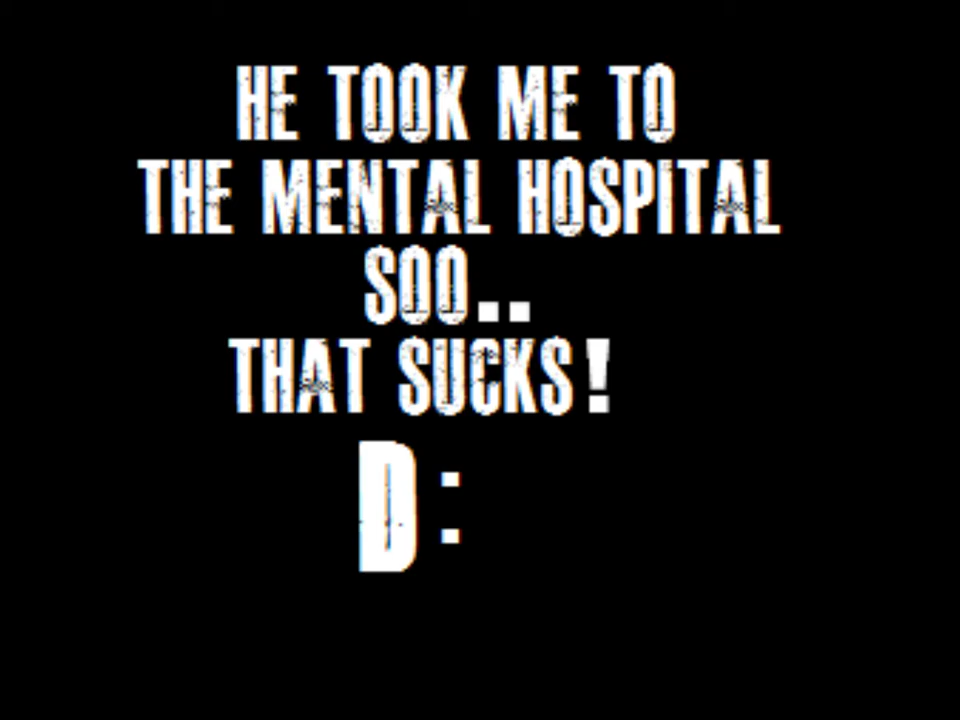 HE TOOK ME TO
THE MENTAL HOSPITAL
SOO..
THAT SUCKS!
D: